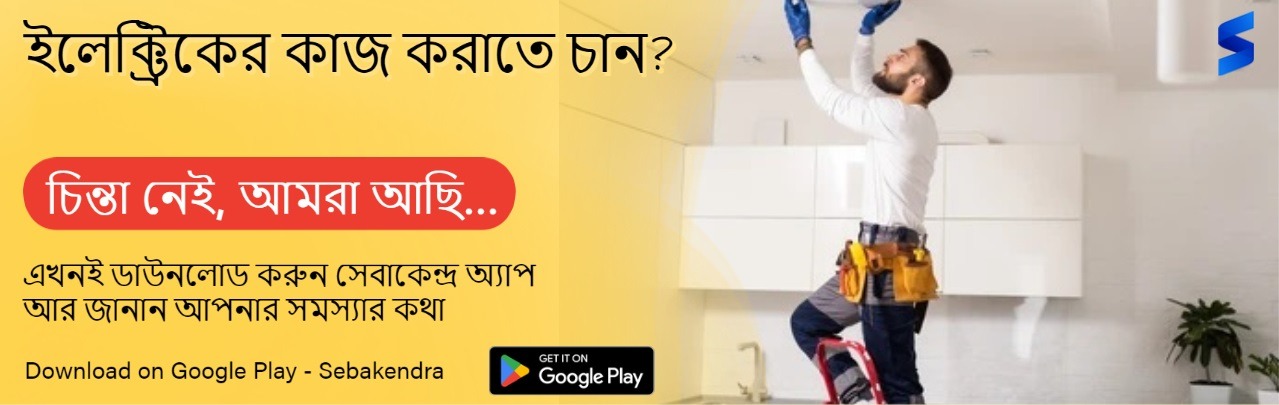 ইলেক্ট্রিকের কাজ করাতে চান?
চিন্তা নেই, আমরা আছি...
এখনই ডাউনলোড করুন সেবাকেন্দ্র অ্যাপ
আর জানান আপনার সমস্যার কথা
Download on Google Play - Sebakendra
GET IT ON
Google Play